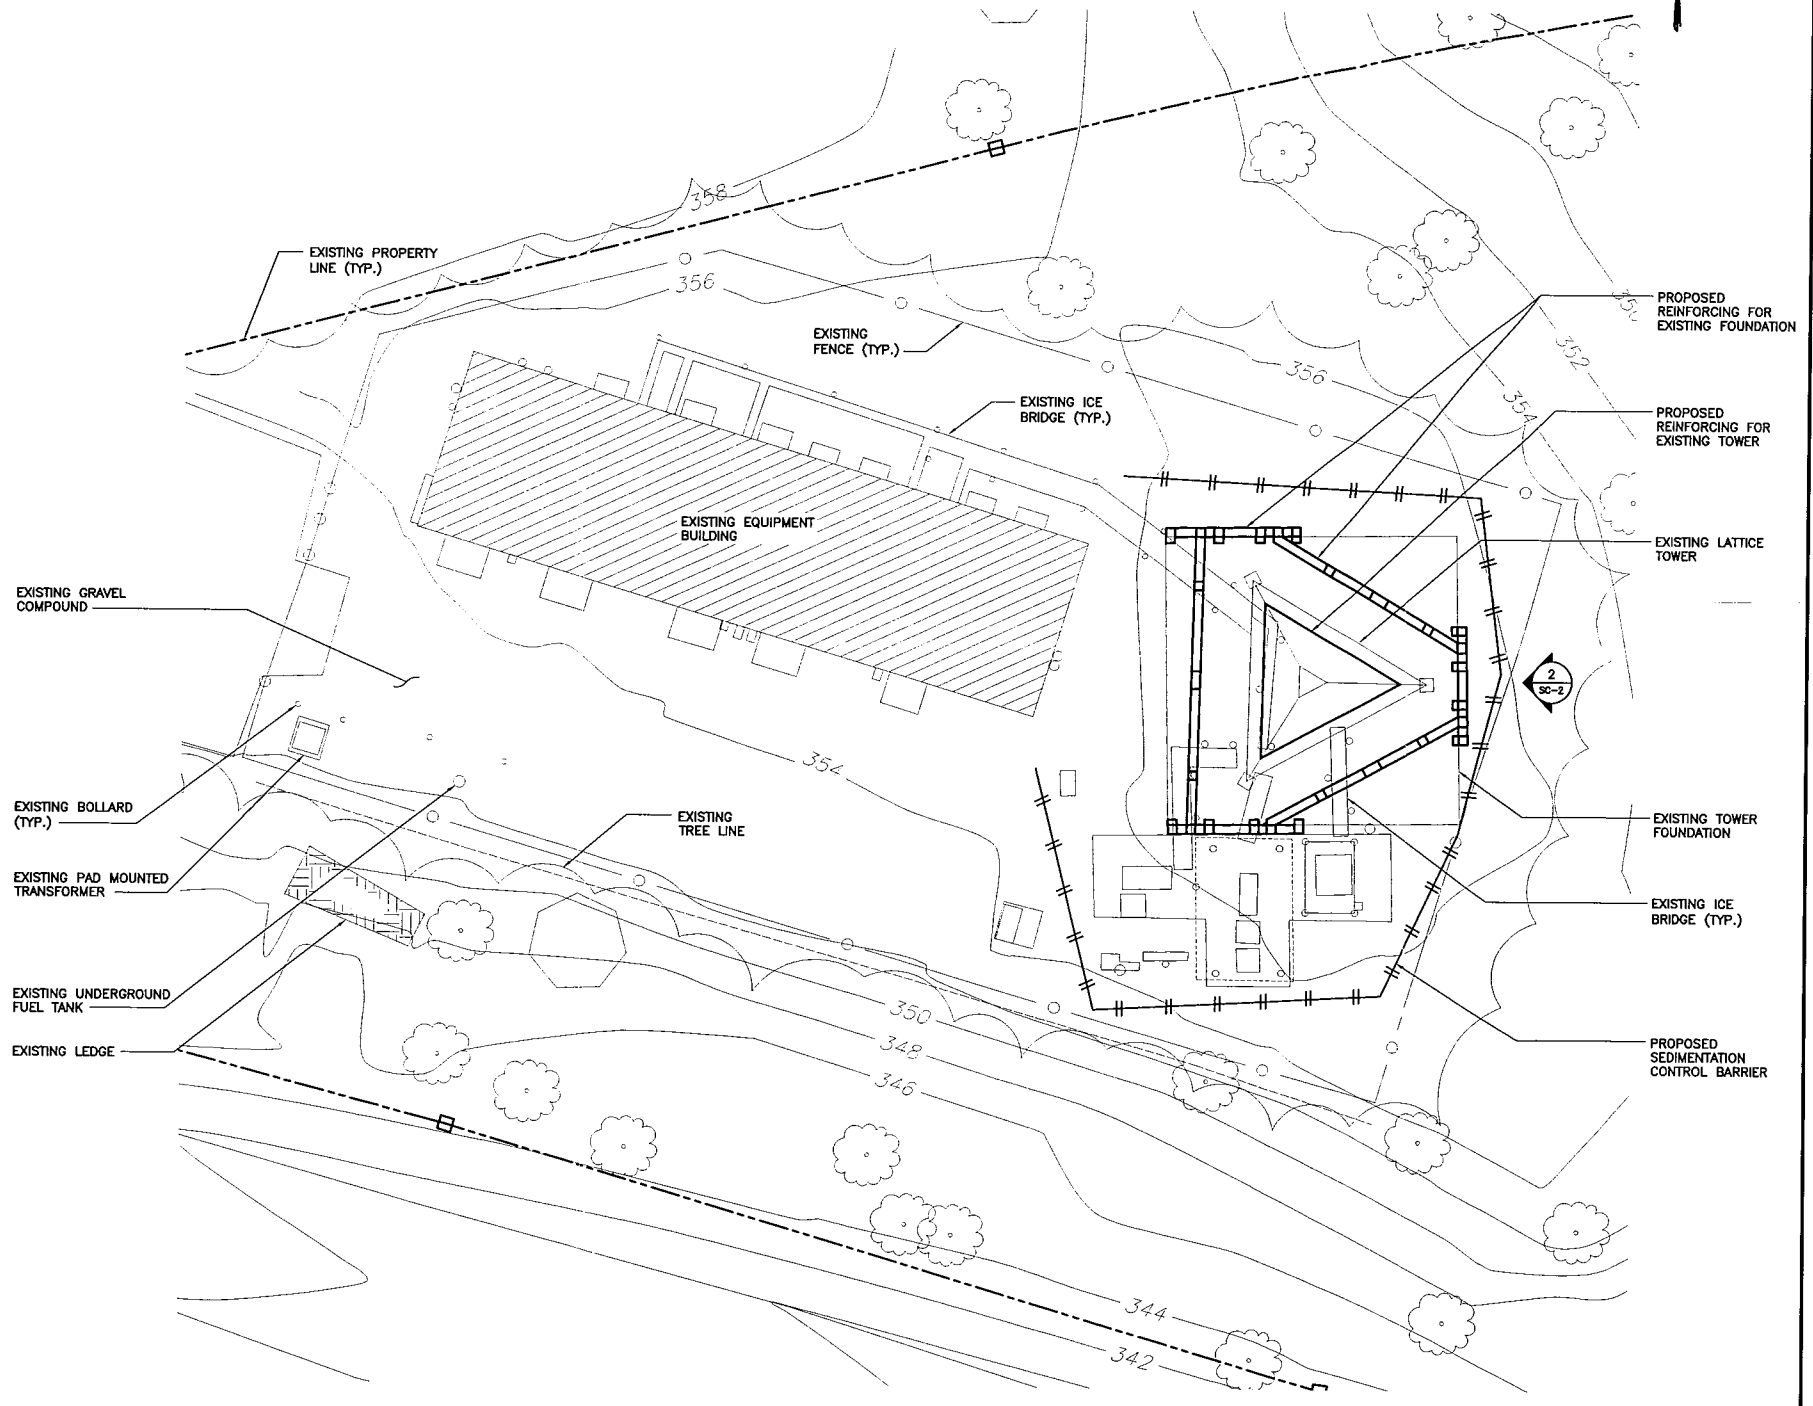 358
EXISTING PROPERTY
LINE (TYP.)
356
PROPOSED
REINFORCING FOR
EXISTING FOUNDATION
EXISTING
FENCE (TYP.)
352
356
354
EXISTING ICE
BRIDGE (TYP.)
PROPOSED
REINFORCING FOR
EXISTING TOWER
EXISTING EQUIPMENT
BUILDING
EXISTING LATTICE
TOWER
EXISTING GRAVEL
COMPOUND
2
SC-2
354
EXISTING BOLLARD
(TYP.)
EXISTING
TREE LINE
EXISTING TOWER
FOUNDATION
EXISTING PAD MOUNTED
TRANSFORMER
EXISTING ICE
BRIDGE (TYP.)
EXISTING UNDERGROUND
FUEL TANK
350
348
346
EXISTING LEDGE
PROPOSED
SEDIMENTATION
CONTROL BARRIER
344
342